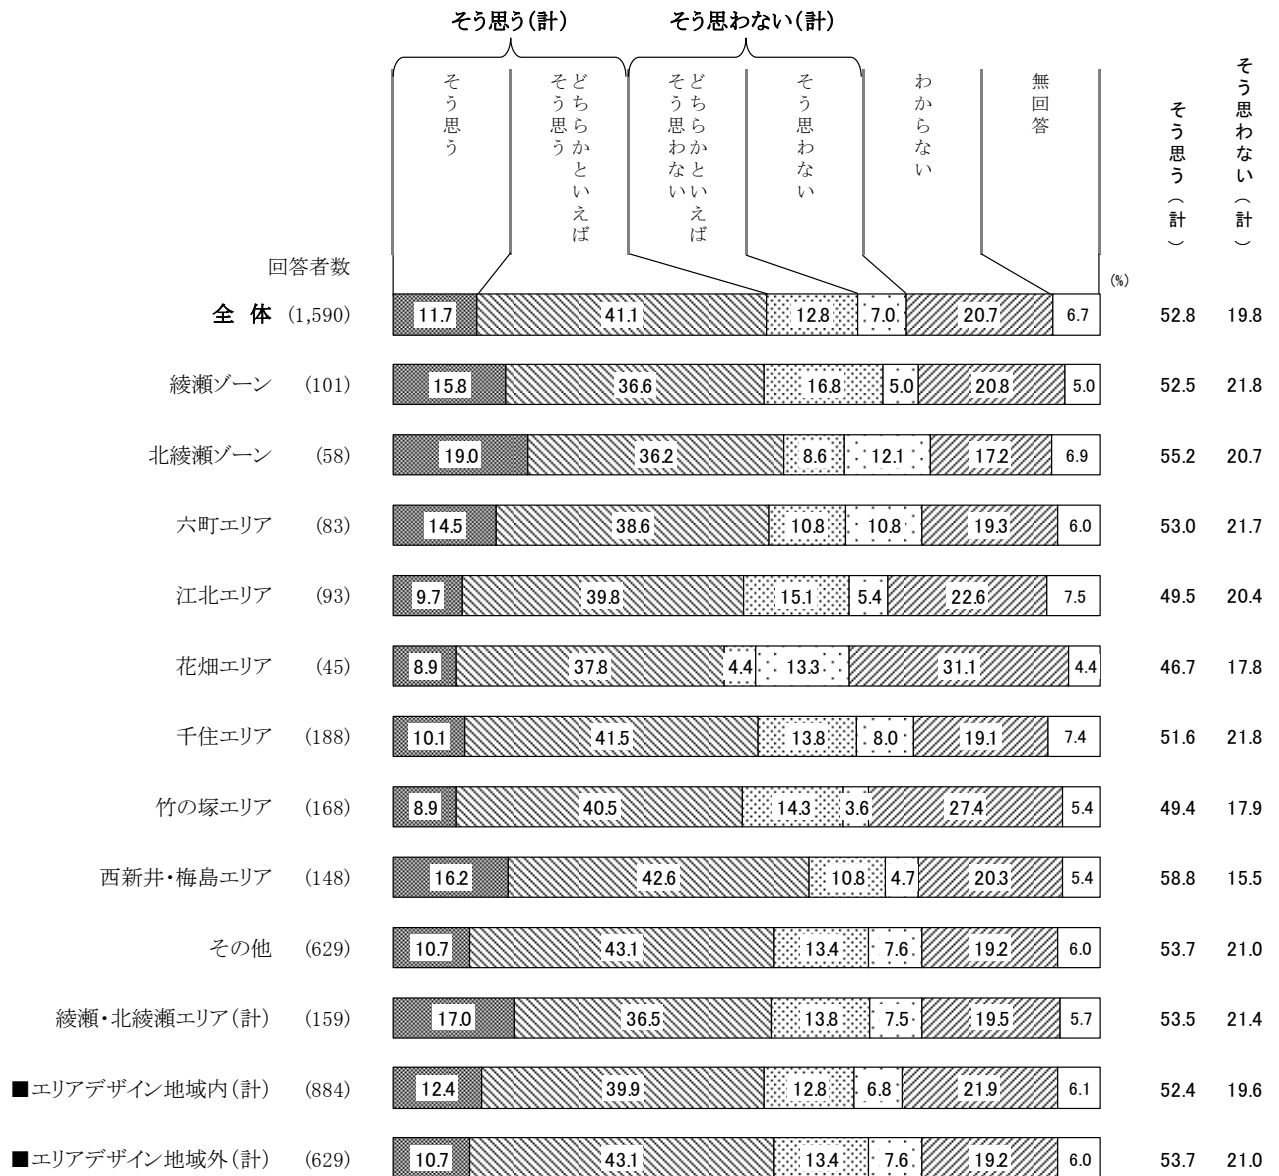 そう思う(計) そう思わない(計)
そう思う
どちらかといえば
そう思う
どちらかといえば
そう思わない
そう思わない
わからない
無回答
そう思う(計)
そう思わない(計)
回答者数
(%)
全 体 (1,590) 11.7 41.1 12.8 7.0 20.7 6.7 52.8 19.8
綾瀬ゾーン (101) 15.8 36.6 16.8 5.0 20.8 5.0 52.5 21.8
北綾瀬ゾーン (58) 19.0 36.2 8.6 12.1 17.2 6.9 55.2 20.7
六町エリア (83) 14.5 38.6 10.8 10.8 19.3 6.0 53.0 21.7
江北エリア (93) 9.7 39.8 15.1 5.4 22.6 7.5 49.5 20.4
花畑エリア (45) 8.9 37.8 4.4 13.3 31.1 4.4 46.7 17.8
千住エリア (188) 10.1 41.5 13.8 8.0 19.1 7.4 51.6 21.8
竹の塚エリア (168) 8.9 40.5 14.3 3.6 27.4 5.4 49.4 17.9
西新井・梅島エリア (148) 16.2 42.6 10.8 4.7 20.3 5.4 58.8 15.5
その他 (629) 10.7 43.1 13.4 7.6 19.2 6.0 53.7 21.0
綾瀬・北綾瀬エリア(計) (159) 17.0 36.5 13.8 7.5 19.5 5.7 53.5 21.4
■エリアデザイン地域内(計) (884) 12.4 39.9 12.8 6.8 21.9 6.1 52.4 19.6
■エリアデザイン地域外(計) (629) 10.7 43.1 13.4 7.6 19.2 6.0 53.7 21.0